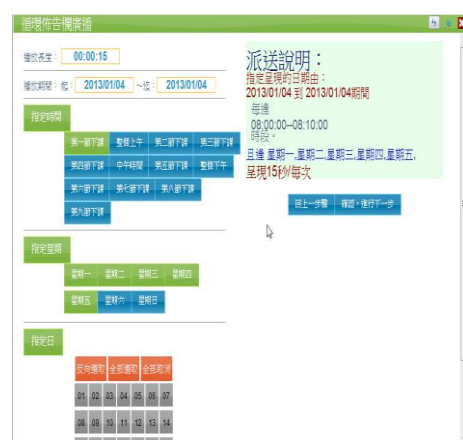 循環佈告欄廣播
播放長度： 00:00:15
播放期間：起： 2013/01/04 ~迄： 2013/01/04
指定時間
第一節下課 整個上午 第二節下課 第三節下課
第四節下課 中午時間 第五節下課 整個下午
第六節下課 第七節下課 第八節下課
第九節下課
指定星期
星期一 星期二 星期三 星期四
星期五 星期六 星期日
指定日
反向選取 全部選取 全部取消
01 02 03 04 05 06 07
08 09 10 11 12 13 14
派送說明：
指定呈現的日期由：
2013/01/04 到 2013/01/04期間
每逢
08:00:00--08:10:00
時段。
且逢 星期一,星期二,星期三,星期四,星期五,
呈現15秒/每次
回上一步驟 確認，進行下一步